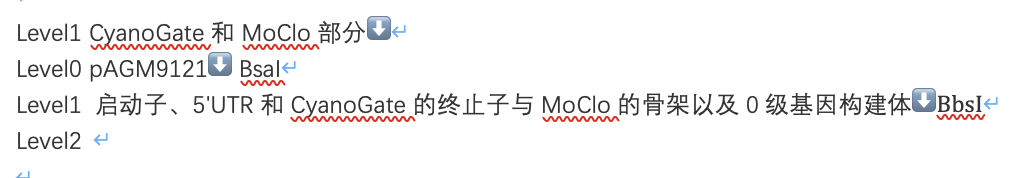 Level1 CyanoGate 和 MoClo 部分⬇️
Level0 pAGM9121⬇️ BsaI
Level1 启动子、5'UTR 和 CyanoGate 的终止子与 MoClo 的骨架以及 0 级基因构建体⬇️BbsI
Level2